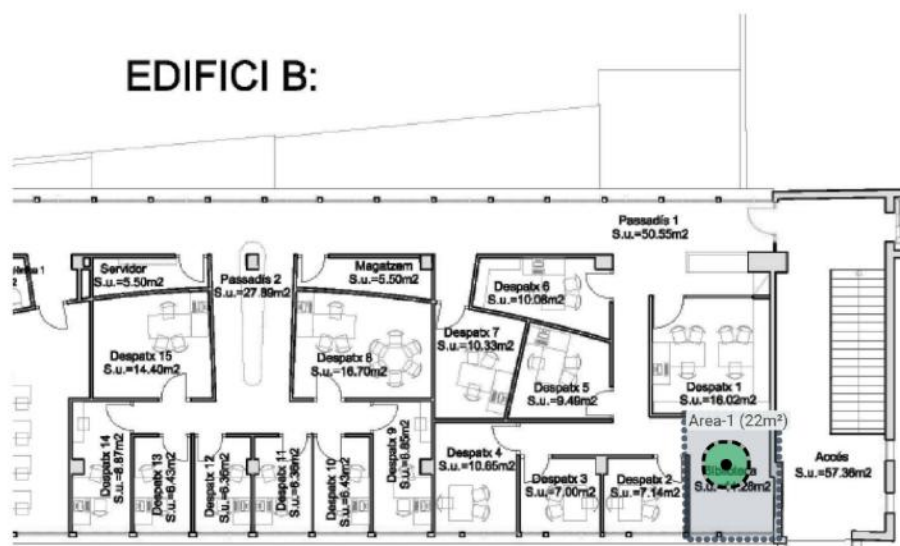 EDIFICI B:
Passadís 1
S.u.=50.55m2
Servidor
S.u.=5.50m2
Passadís 2
S.u.=27.89m2
Magatzem
S.u.=5.50m2
Despatx 6
S.u.=10.08m2
Despatx 7
S.u.=10.33m2
Despatx 15
S.u.=14.40m2
Despatx 8
S.u.=16.70m2
Despatx 5
S.u.=9.49m2
Despatx 1
S.u.=16.02m2
Area-1 (22m²)
Despatx 14
S.u.=8.87m2
Despatx 13
S.u.=6.43m2
Despatx 12
S.u.=6.36m2
Despatx 11
S.u.=6.36m2
Despatx 10
S.u.=6.43m2
Despatx 9
S.u.=8.85m2
Despatx 4
S.u.=10.65m2
Despatx 3
S.u.=7.00m2
Despatx 2
S.u.=7.14m2
Biblioteca
S.u.=
Accés
S.u.=57.36m2